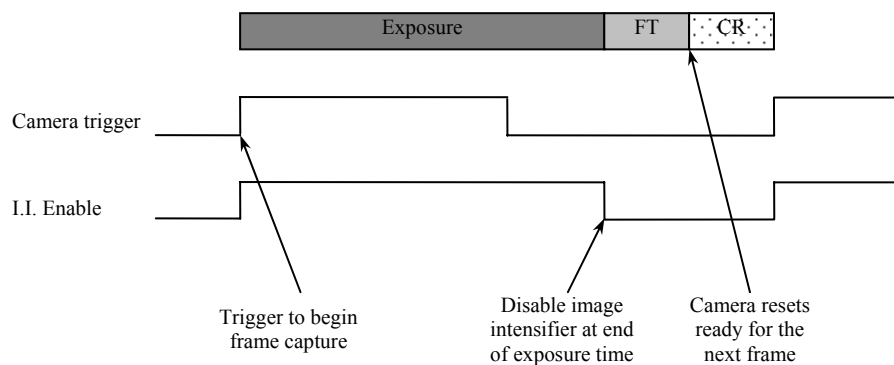 Exposure FT CR
Camera trigger
I.I. Enable
Trigger to begin
frame capture
Disable image
intensifier at end
of exposure time
Camera resets
ready for the
next frame